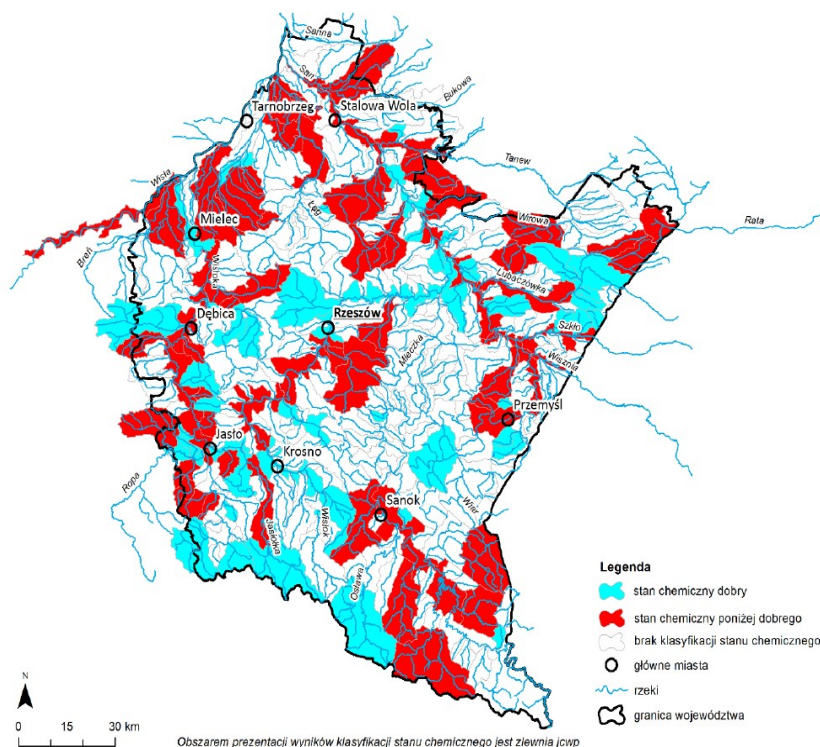 Sanna
San
Bukowa
Tarnobrzeg
Stalowa Wola
Tanew
Wisła
Łęg
Mielec
Wirowa
Rata
Breń
Wisłoka
Lubaczówka
Dębica
Rzeszów
Szkło
Mleczka
Wisznia
Przemyśl
Jasło
Krosno
Ropa
Sanok
Wiar
Jasiołka
Wisłok
Osława
Legenda
stan chemiczny dobry
stan chemiczny poniżej dobrego
brak klasyfikacji stanu chemicznego
główne miasta
rzeki
granica województwa
N
0 15 30 km
Obszarem prezentacji wyników klasyfikacji stanu chemicznego jest zlewnia jcwp